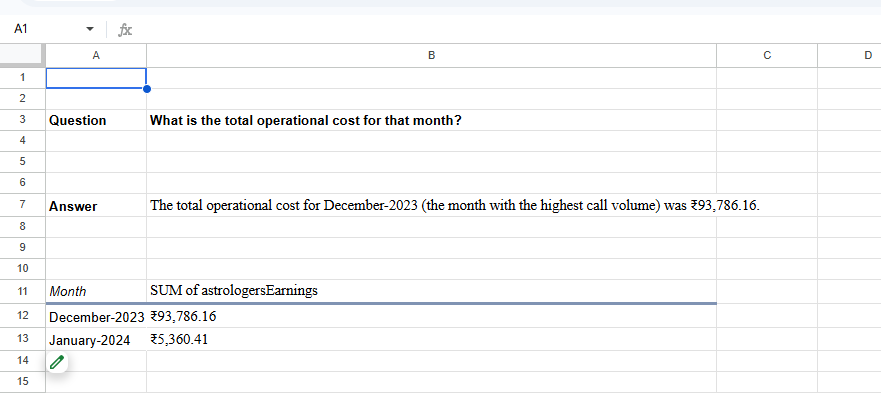 A1 fx
A B C D
1
2
3 Question What is the total operational cost for that month?
4
5
6
7 Answer The total operational cost for December-2023 (the month with the highest call volume) was ₹93,786.16.
8
9
10
11 Month SUM of astrologersEarnings
12 December-2023 ₹93,786.16
13 January-2024 ₹5,360.41
14
15